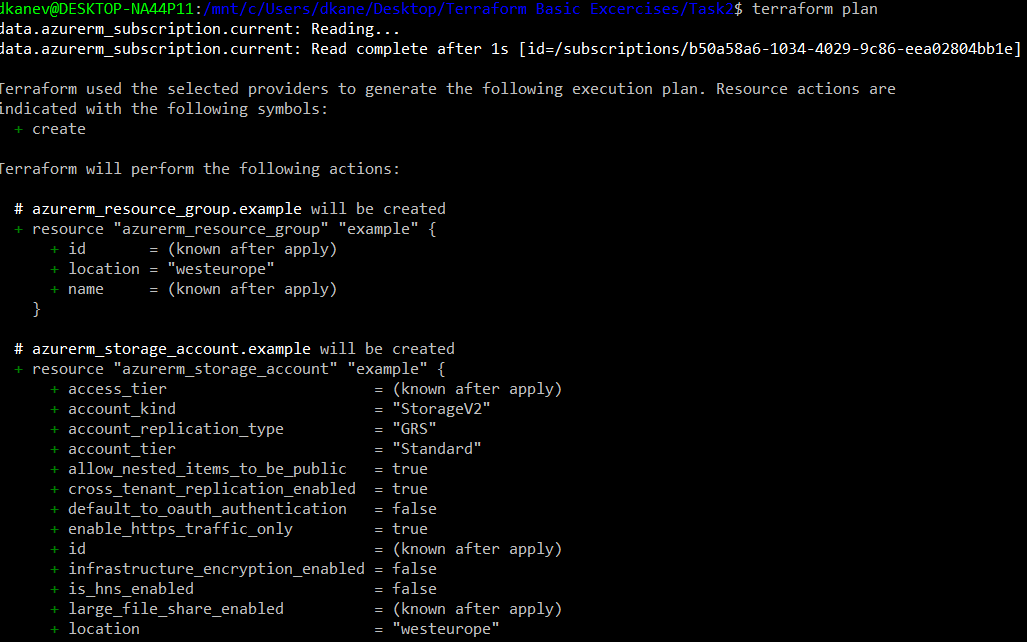 dkanev@DESKTOP-NA44P11:/mnt/c/Users/dkane/Desktop/Terraform Basic Excercises/Task2$ terraform plan
data.azurerm_subscription.current: Reading...
data.azurerm_subscription.current: Read complete after 1s [id=/subscriptions/b50a58a6-1034-4029-9c86-eea02804bb1e]
Terraform used the selected providers to generate the following execution plan. Resource actions are
indicated with the following symbols:
+ create
Terraform will perform the following actions:
# azurerm_resource_group.example will be created
+ resource "azurerm_resource_group" "example" {
+ id       = (known after apply)
+ location = "westeurope"
+ name     = (known after apply)
}
# azurerm_storage_account.example will be created
+ resource "azurerm_storage_account" "example" {
+ access_tier                       = (known after apply)
+ account_kind                      = "StorageV2"
+ account_replication_type          = "GRS"
+ account_tier                      = "Standard"
+ allow_nested_items_to_be_public   = true
+ cross_tenant_replication_enabled  = true
+ default_to_oauth_authentication   = false
+ enable_https_traffic_only         = true
+ id                                = (known after apply)
+ infrastructure_encryption_enabled = false
+ is_hns_enabled                    = false
+ large_file_share_enabled          = (known after apply)
+ location                          = "westeurope"